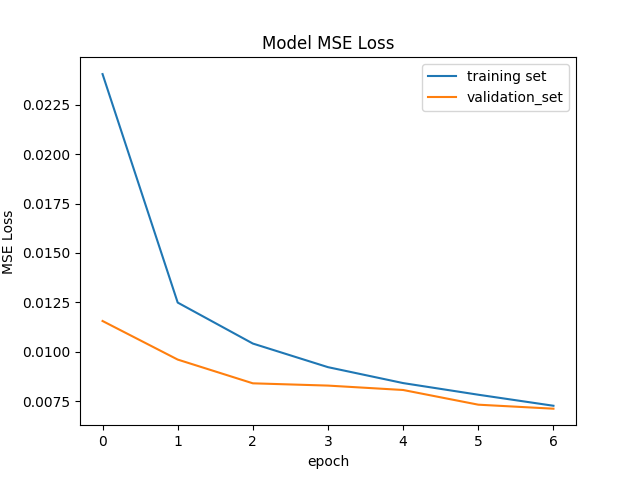 Model MSE Loss
training set
validation_set
MSE Loss
0.0225
0.0200
0.0175
0.0150
0.0125
0.0100
0.0075
0 1 2 3 4 5 6
epoch